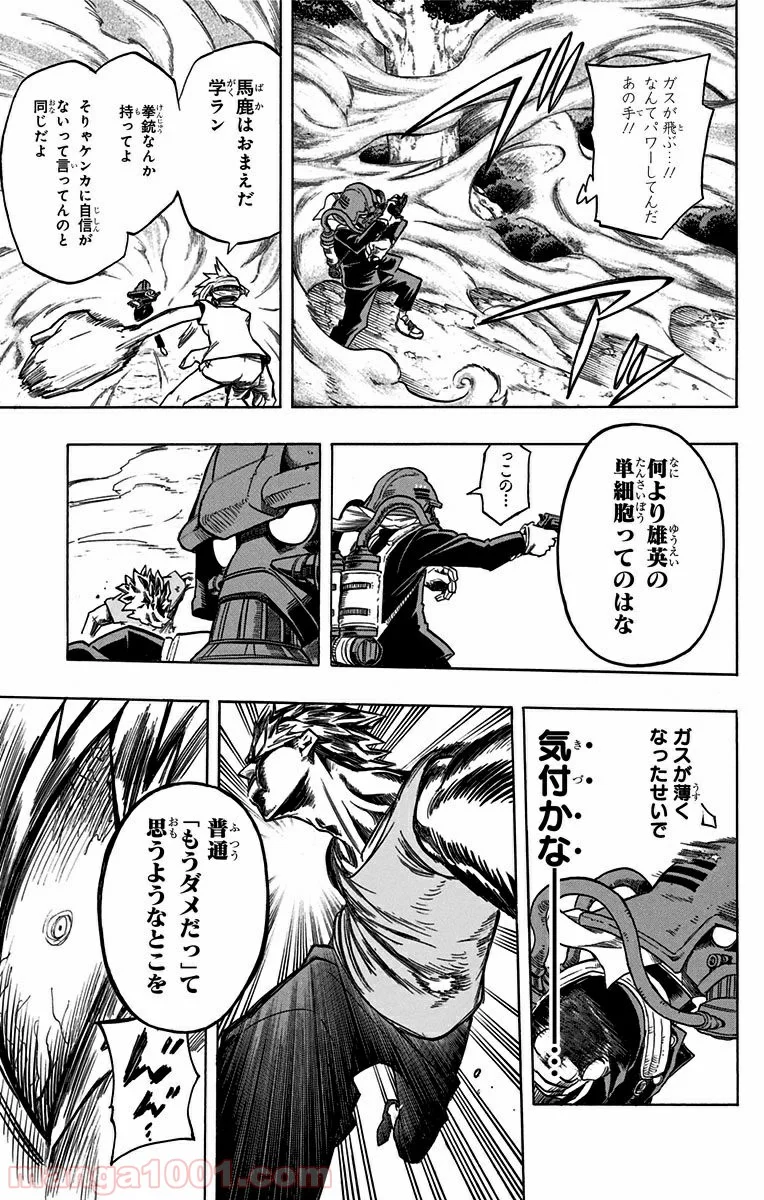 ガスが飛ぶ…!!
なんてパワーしてんだ
あの手!!
馬鹿はおまえだ
学ラン
拳銃なんか
持ってよ
そりゃケンカに自信が
ないって言ってんのと
同じだよ
何より雄英の
単細胞ってのはな
っこの…
ガスが薄く
なったせいで
気付かな……
普通
「もうダメだっ」て
思うようなとこを
manga1001.com